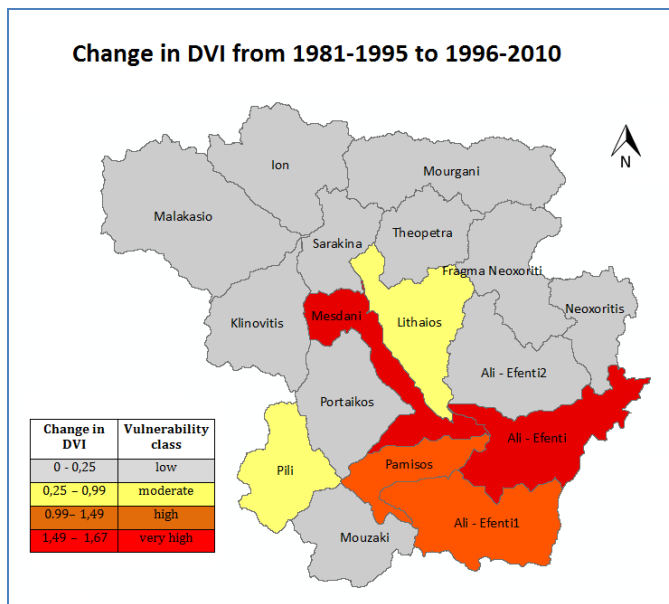 Change in DVI from 1981-1995 to 1996-2010
N
Ion
Mourgani
Malakasio
Sarakina
Theopetra
Fragma Neoxoriti
Neoxoritis
Klinovitis
Mesdani
Lithaios
Ali - Efenti2
Portaikos
Ali - Efenti
Pamisos
Pili
Ali - Efenti1
Mouzaki
Change in DVI Vulnerability class
0 - 0,25 low
0,25 – 0,99 moderate
0.99– 1,49 high
1,49 – 1,67 very high